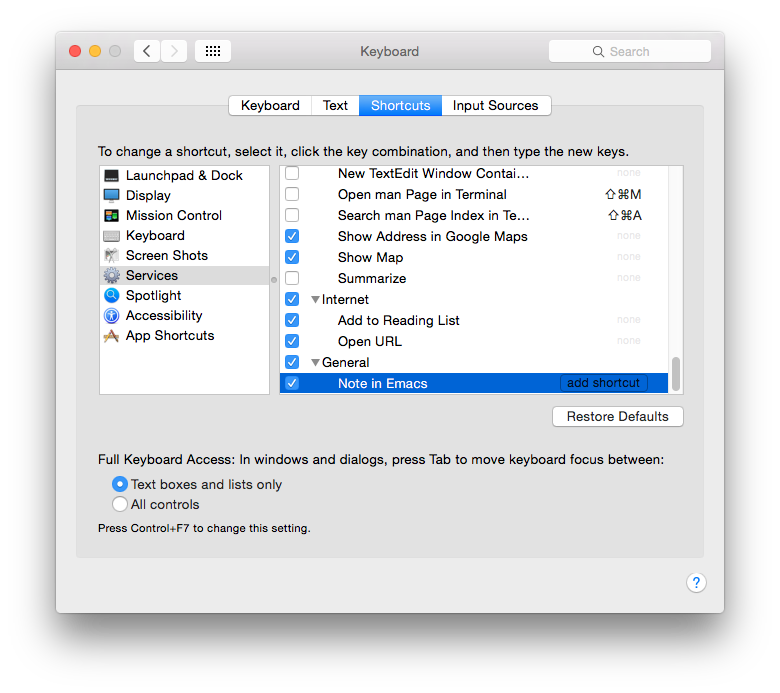 Keyboard
Search
Keyboard Text Shortcuts Input Sources
To change a shortcut, select it, click the key combination, and then type the new keys.
Launchpad & Dock
Display
Mission Control
Keyboard
Screen Shots
Services
Spotlight
Accessibility
App Shortcuts
New TextEdit Window Contai... none
Open man Page in Terminal ⇧⌘M
Search man Page Index in Te... ⇧⌘A
Show Address in Google Maps none
Show Map none
Summarize none
Internet
Add to Reading List none
Open URL none
General
Note in Emacs add shortcut
Restore Defaults
Full Keyboard Access: In windows and dialogs, press Tab to move keyboard focus between:
Text boxes and lists only
All controls
Press Control+F7 to change this setting.
?